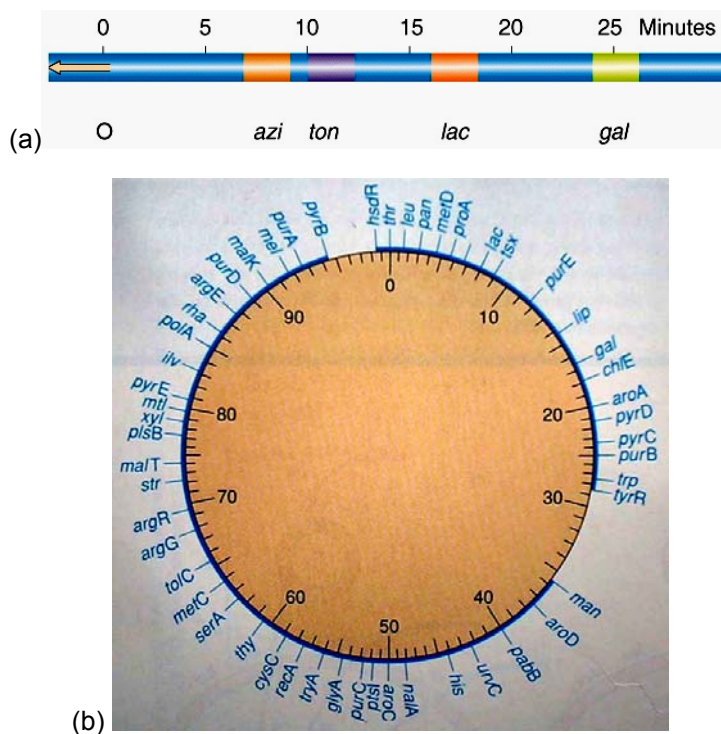 0 5 10 15 20 25 Minutes
(a) O azi ton lac gal
hsdR
thr
leu
pan
metD
proA
lac
tsx
purE
lip
gal
chlE
aroA
pyrD
pyrC
purB
trp
tyrR
man
aroD
pabB
his
nalA
aroC
purC
glyA
tryA
recA
cysC
thy
serA
metC
tolC
argG
argR
str
malT
plsB
xyl
mtl
pyrE
ilv
polA
rha
argE
purD
malK
mel
purA
pyrB
0
10
20
30
40
50
60
70
80
90
(b)